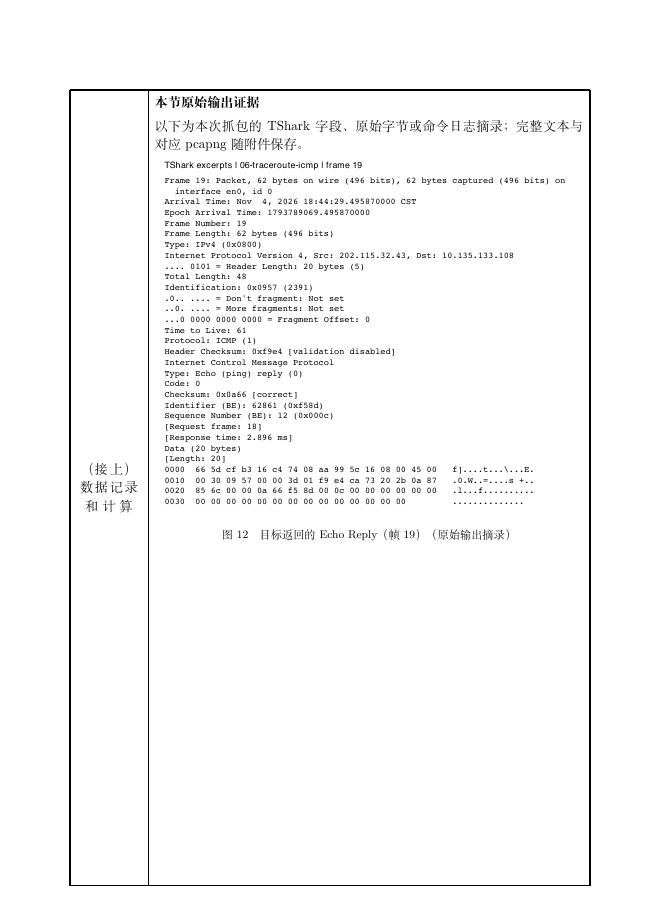 本节原始输出证据
以下为本次抓包的 TShark 字段、原始字节或命令日志摘录；完整文本与
对应 pcapng 随附件保存。
TShark excerpts | 06-traceroute-icmp | frame 19
Frame 19: Packet, 62 bytes on wire (496 bits), 62 bytes captured (496 bits) on
interface en0, id 0
Arrival Time: Nov  4, 2026 18:44:29.495870000 CST
Epoch Arrival Time: 1793789069.495870000
Frame Number: 19
Frame Length: 62 bytes (496 bits)
Type: IPv4 (0x0800)
Internet Protocol Version 4, Src: 202.115.32.43, Dst: 10.135.133.108
.... 0101 = Header Length: 20 bytes (5)
Total Length: 48
Identification: 0x0957 (2391)
.0.. .... = Don't fragment: Not set
..0. .... = More fragments: Not set
...0 0000 0000 0000 = Fragment Offset: 0
Time to Live: 61
Protocol: ICMP (1)
Header Checksum: 0xf9e4 [validation disabled]
Internet Control Message Protocol
Type: Echo (ping) reply (0)
Code: 0
Checksum: 0x0a66 [correct]
Identifier (BE): 62861 (0xf58d)
Sequence Number (BE): 12 (0x000c)
[Request frame: 18]
[Response time: 2.896 ms]
Data (20 bytes)
[Length: 20]
0000  66 5d cf b3 16 c4 74 08 aa 99 5c 16 08 00 45 00   f]....t...\...E.
0010  00 30 09 57 00 00 3d 01 f9 e4 ca 73 20 2b 0a 87   .0.W..=....s +..
0020  85 6c 00 00 0a 66 f5 8d 00 0c 00 00 00 00 00 00   .l...f..........
0030  00 00 00 00 00 00 00 00 00 00 00 00 00 00         ..............
图 12 目标返回的 Echo Reply（帧 19）（原始输出摘录）
（接上）
数据记录
和计算